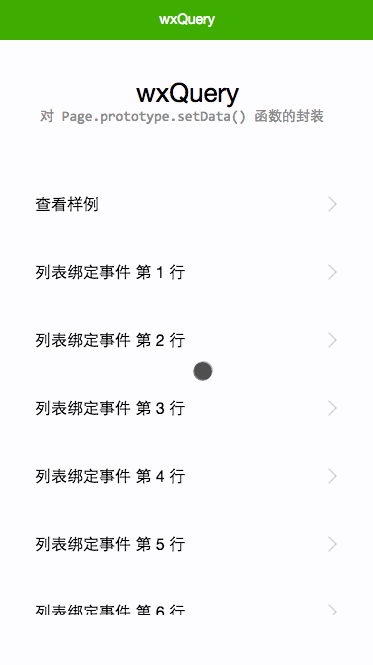 wxQuery
wxQuery
对 Page.prototype.setData() 函数的封装
查看样例
列表绑定事件 第 1 行
列表绑定事件 第 2 行
列表绑定事件 第 3 行
列表绑定事件 第 4 行
列表绑定事件 第 5 行
列表绑定事件 第 6 行